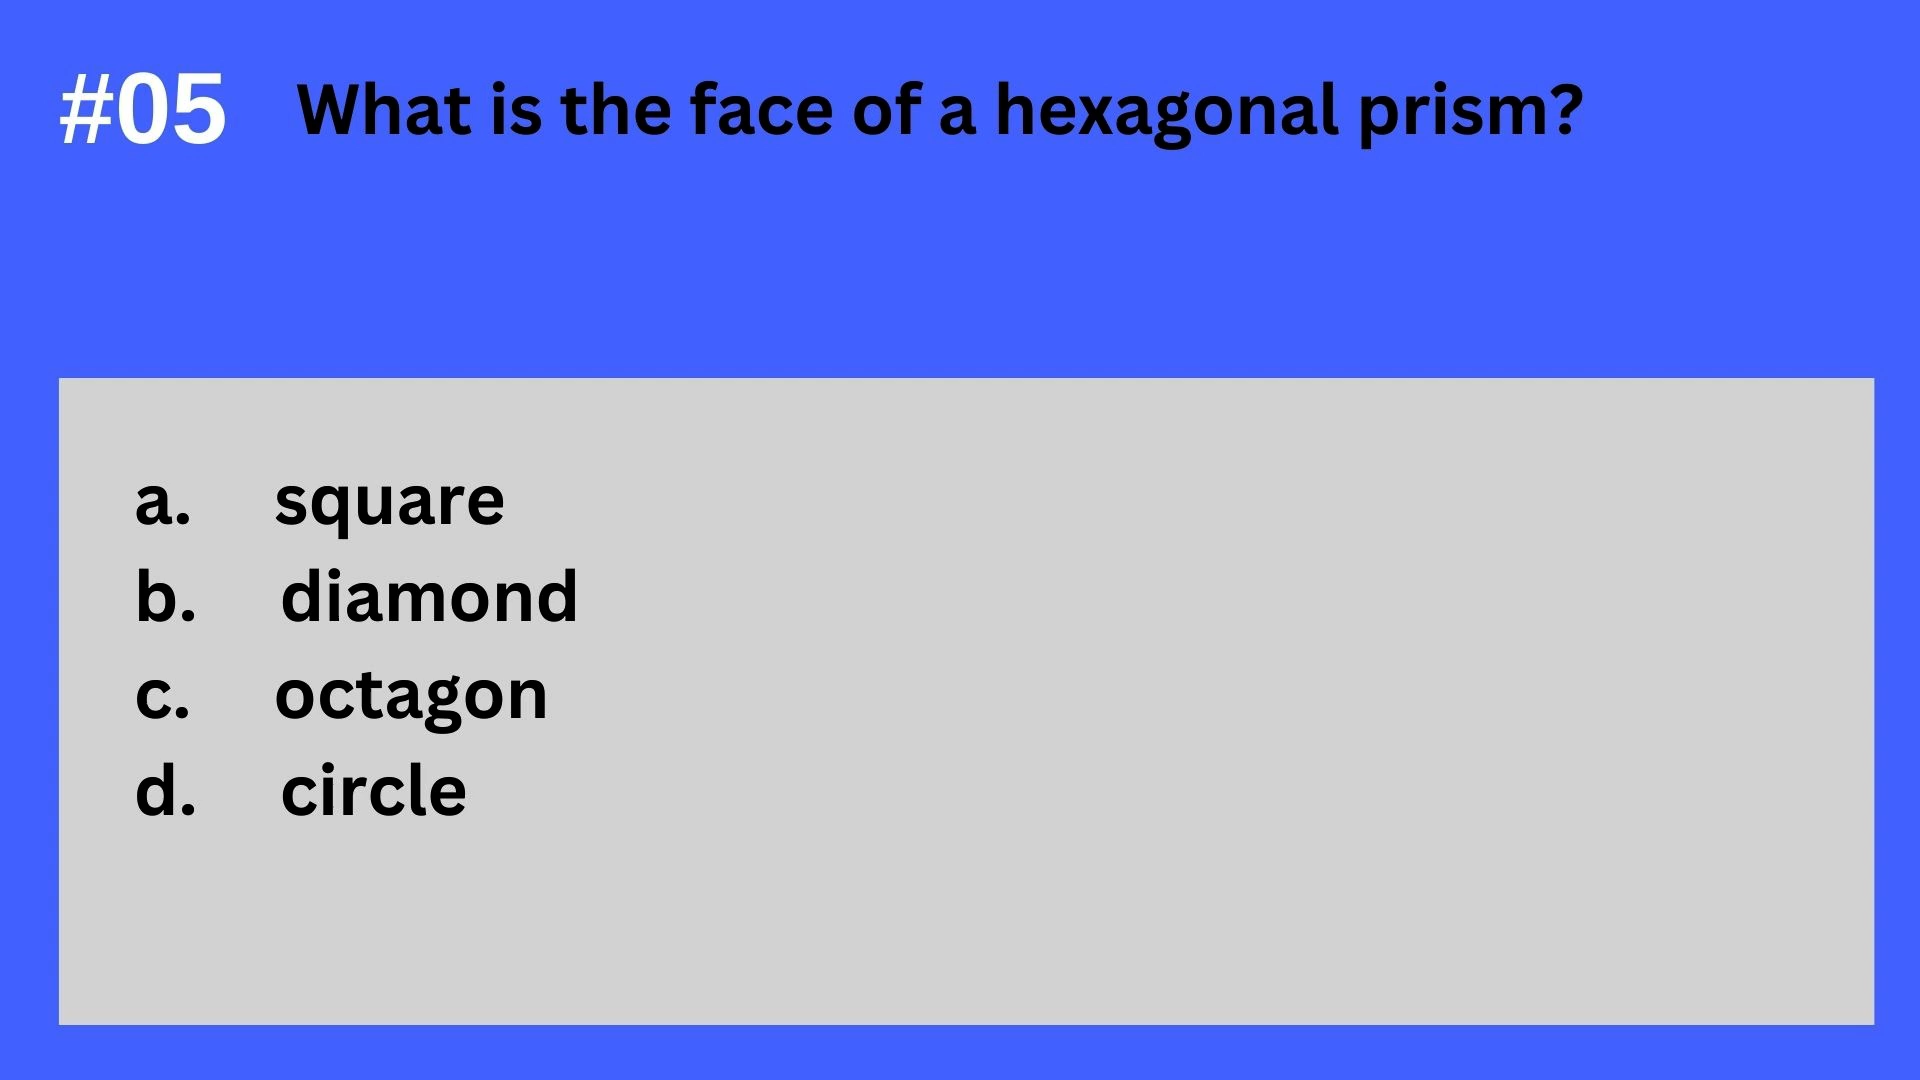 #05 What is the face of a hexagonal prism?
a. square
b. diamond
c. octagon
d. circle